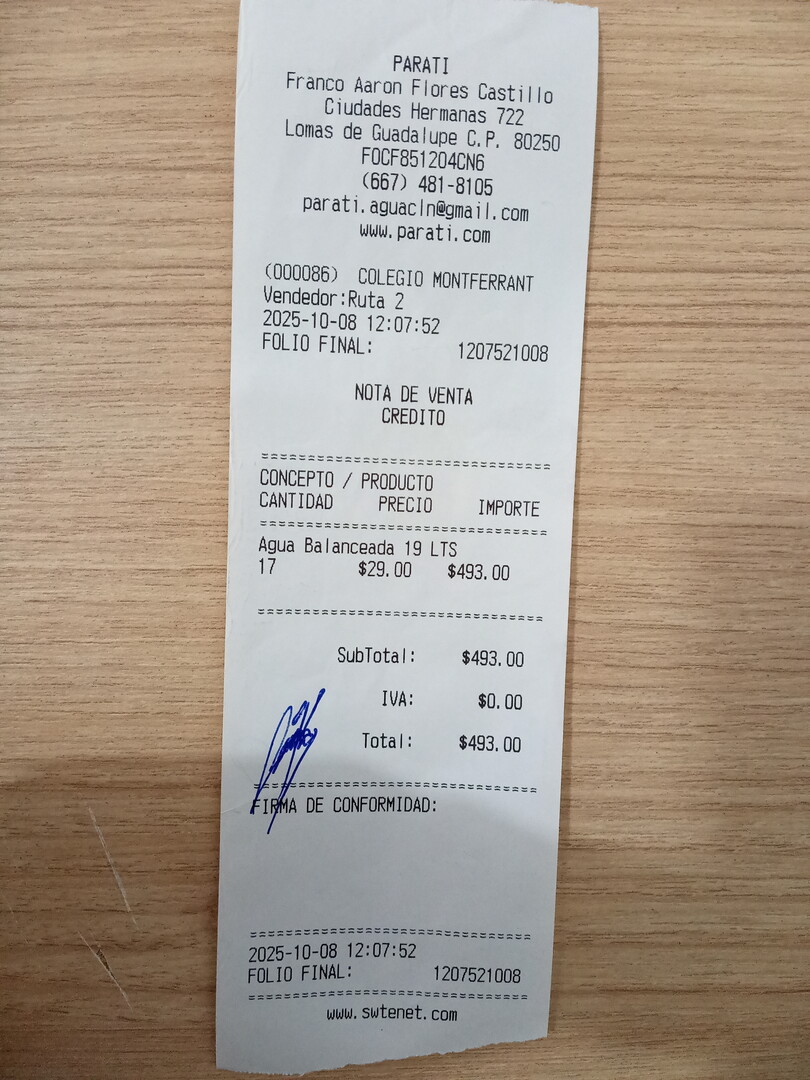 PARATI
Franco Aaron Flores Castillo
Ciudades Hermanas 722
Lomas de Guadalupe C.P. 80250
FOCF851204CN6
(667) 481-8105
parati.aguacln@gmail.com
www.parati.com
(000086) COLEGIO MONTFERRANT
Vendedor:Ruta 2
2025-10-08 12:07:52
FOLIO FINAL: 1207521008
NOTA DE VENTA
CREDITO
CONCEPTO / PRODUCTO
CANTIDAD PRECIO IMPORTE
Agua Balanceada 19 LTS
17 $29.00 $493.00
SubTotal: $493.00
IVA: $0.00
Total: $493.00
FIRMA DE CONFORMIDAD:
2025-10-08 12:07:52
FOLIO FINAL: 1207521008
www.swtenet.com